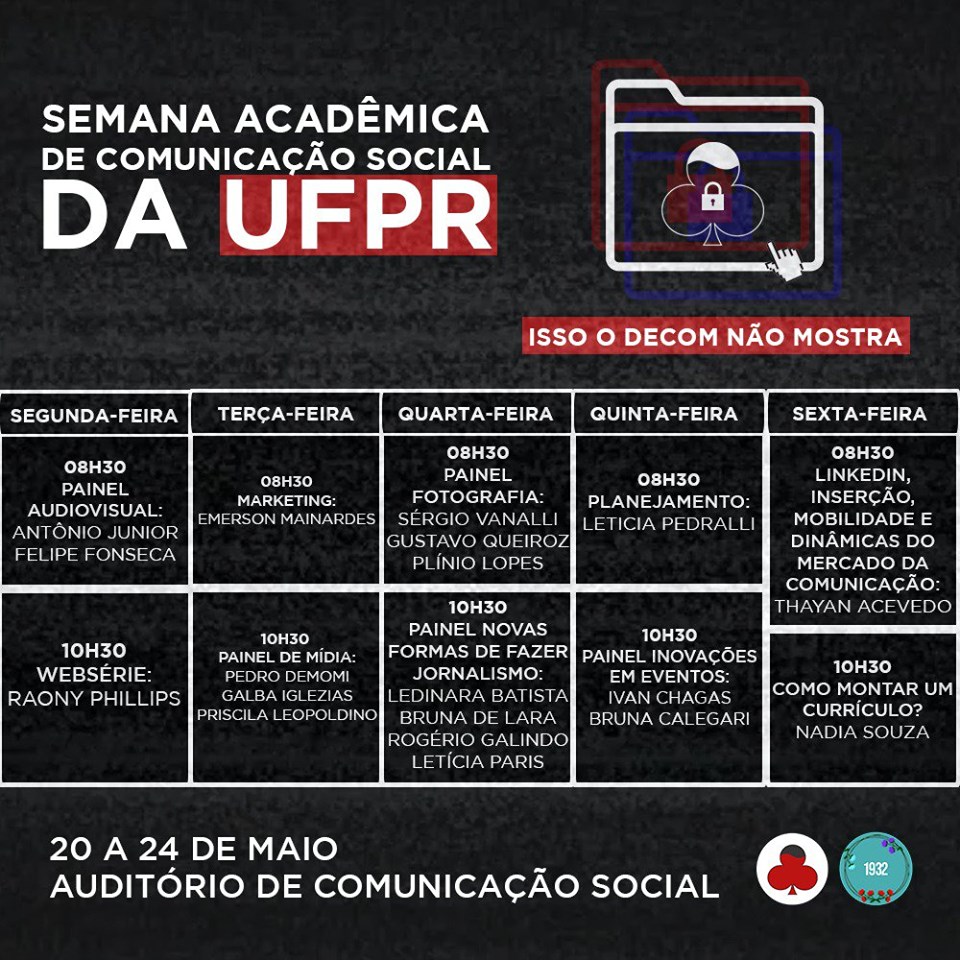 SEMANA ACADÊMICA
DE COMUNICAÇÃO SOCIAL
DA UFPR
ISSO O DECOM NÃO MOSTRA
SEGUNDA-FEIRA
08H30
PAINEL
AUDIOVISUAL:
ANTÔNIO JUNIOR
FELIPE FONSECA
10H30
WEBSÉRIE:
RAONY PHILLIPS
TERÇA-FEIRA
08H30
MARKETING:
EMERSON MAINARDES
10H30
PAINEL DE MÍDIA:
PEDRO DEMOMI
GALBA IGLEZIAS
PRISCILA LEOPOLDINO
QUARTA-FEIRA
08H30
PAINEL
FOTOGRAFIA:
SÉRGIO VANALLI
GUSTAVO QUEIROZ
PLÍNIO LOPES
10H30
PAINEL NOVAS
FORMAS DE FAZER
JORNALISMO:
LEDINARA BATISTA
BRUNA DE LARA
ROGÉRIO GALINDO
LETÍCIA PARIS
QUINTA-FEIRA
08H30
PLANEJAMENTO:
LETICIA PEDRALLI
10H30
PAINEL INOVAÇÕES
EM EVENTOS:
IVAN CHAGAS
BRUNA CALEGARI
SEXTA-FEIRA
08H30
LINKEDIN,
INSERÇÃO,
MOBILIDADE E
DINÂMICAS DO
MERCADO DA
COMUNICAÇÃO:
THAYAN ACEVEDO
10H30
COMO MONTAR UM
CURRÍCULO?
NADIA SOUZA
20 A 24 DE MAIO
AUDITÓRIO DE COMUNICAÇÃO SOCIAL
1932